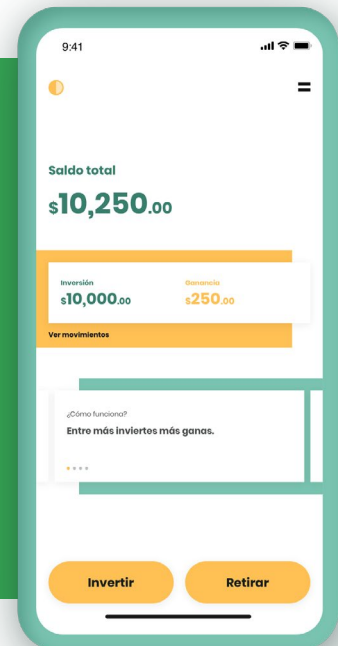 9:41
Saldo total
$10,250.00
Inversión
Ganancia
$10,000.00
$250.00
Ver movimientos
¿Cómo funciona?
Entre más inviertes más ganas.
Invertir
Retirar